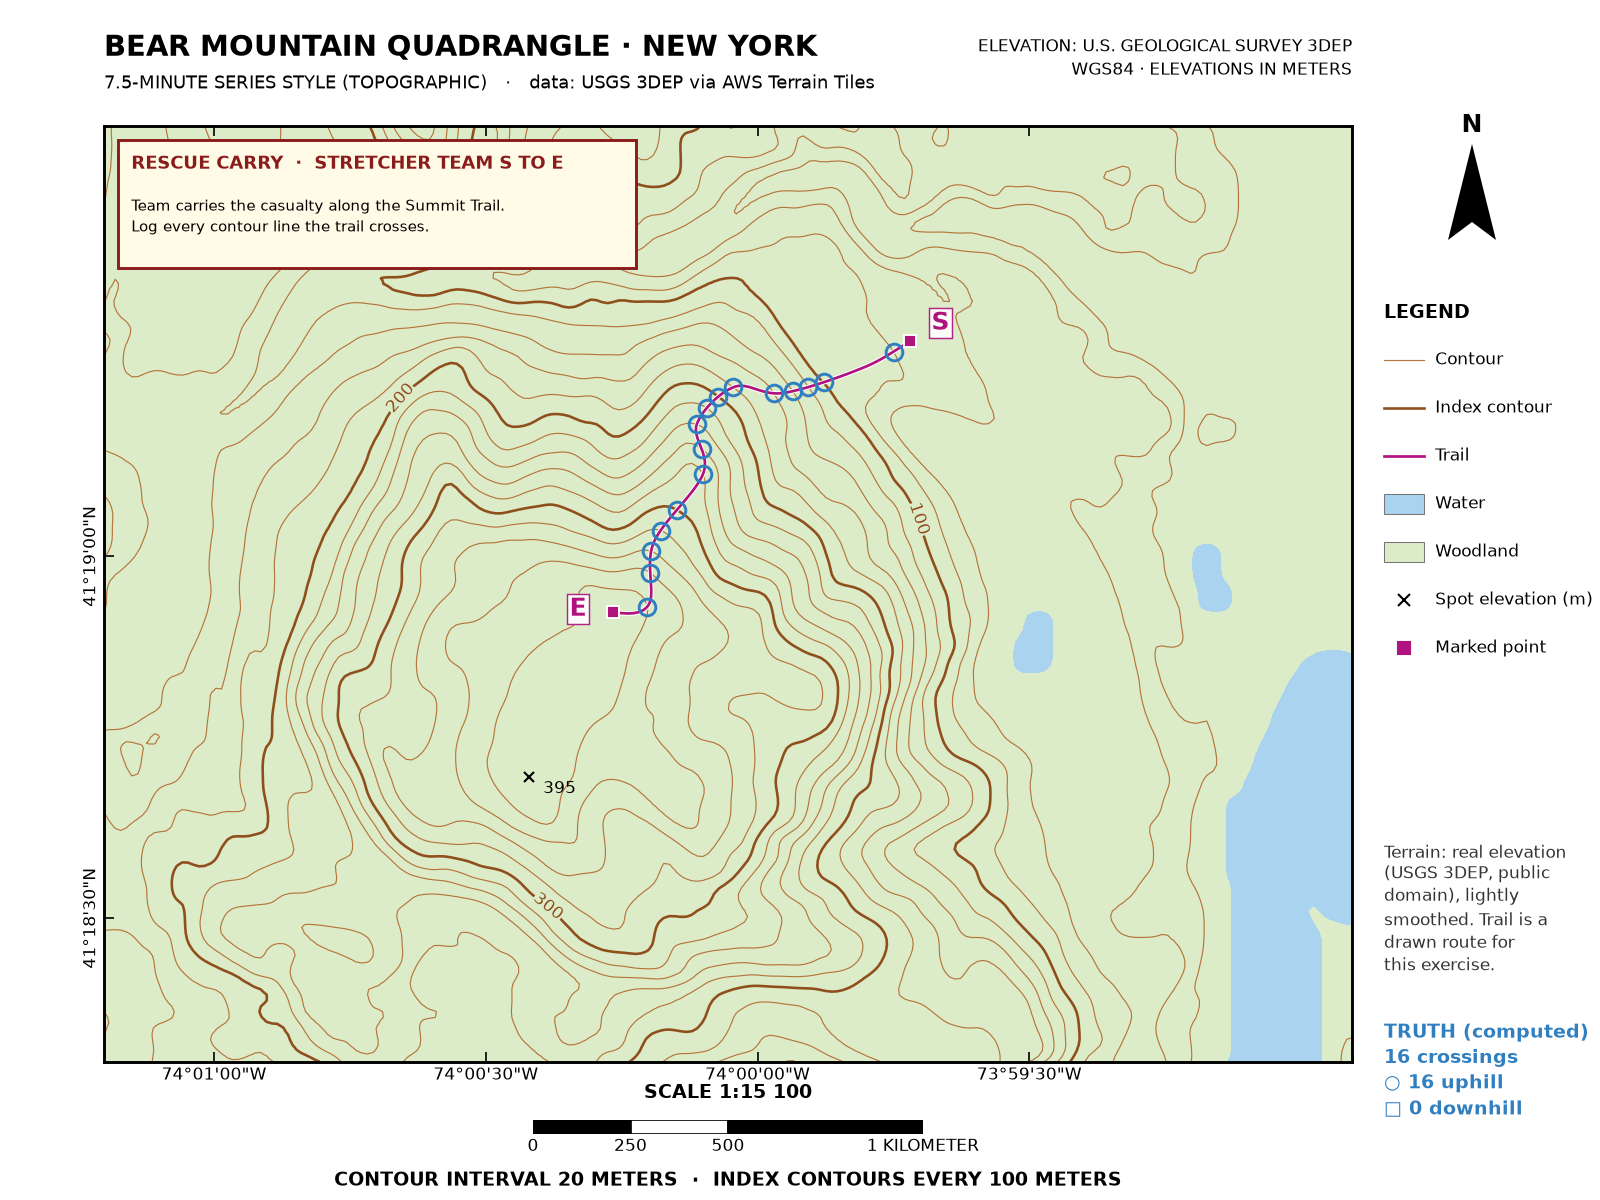 BEAR MOUNTAIN QUADRANGLE · NEW YORK
7.5-MINUTE SERIES STYLE (TOPOGRAPHIC) · data: USGS 3DEP via AWS Terrain Tiles
ELEVATION: U.S. GEOLOGICAL SURVEY 3DEP
WGS84 · ELEVATIONS IN METERS
RESCUE CARRY · STRETCHER TEAM S TO E
Team carries the casualty along the Summit Trail.
Log every contour line the trail crosses.
S
E
200
100
300
395
41°19'00"N
41°18'30"N
74°01'00"W
74°00'30"W
74°00'00"W
73°59'30"W
N
LEGEND
Contour
Index contour
Trail
Water
Woodland
Spot elevation (m)
Marked point
Terrain: real elevation
(USGS 3DEP, public
domain), lightly
smoothed. Trail is a
drawn route for
this exercise.
TRUTH (computed)
16 crossings
○ 16 uphill
□ 0 downhill
SCALE 1:15 100
0 250 500 1 KILOMETER
CONTOUR INTERVAL 20 METERS · INDEX CONTOURS EVERY 100 METERS